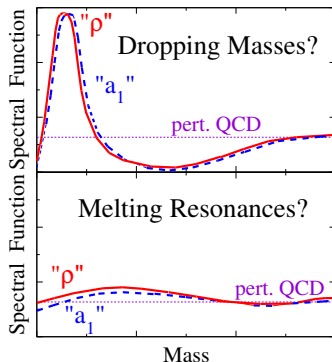 Spectral Function
"ρ"
Dropping Masses?
"a₁"
pert. QCD
Spectral Function
Melting Resonances?
"ρ"
pert. QCD
"a₁"
Mass